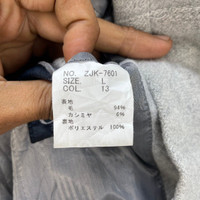 NO. ZJK-7601
SIZE. L
COL. 13
表地
毛 94%
カシミヤ 6%
裏地
ポリエステル 100%